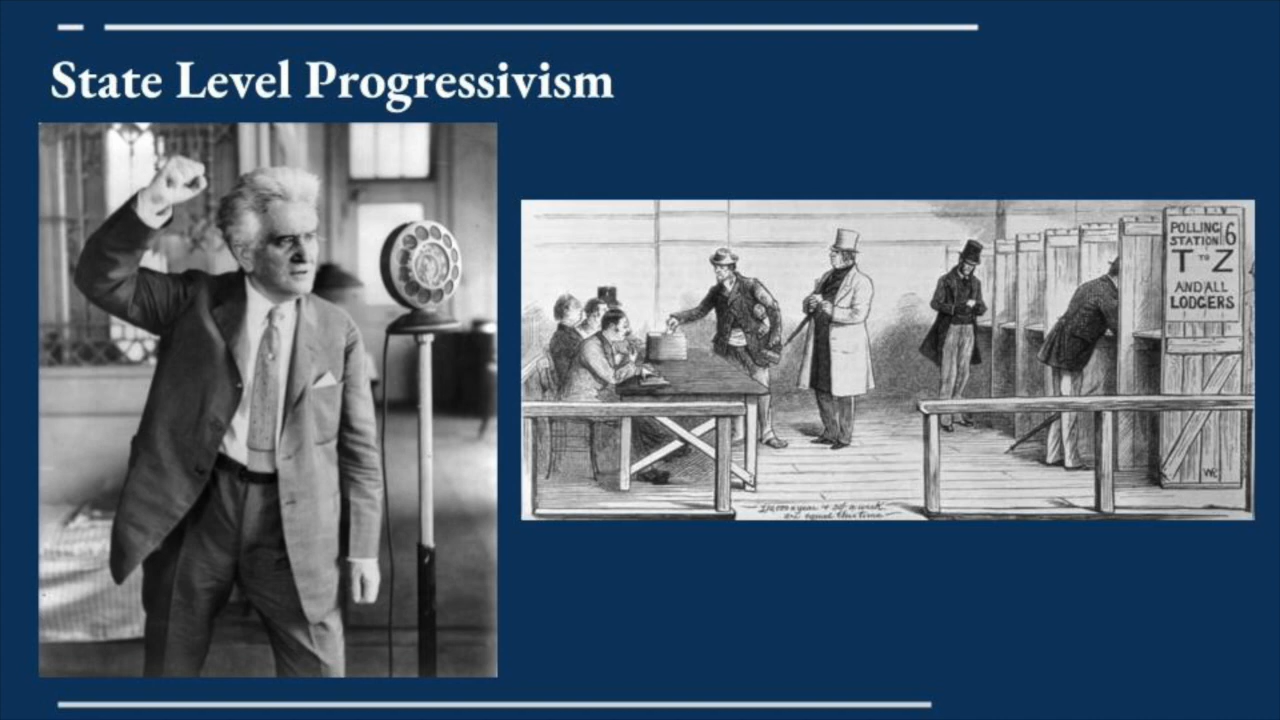 State Level Progressivism
POLLING 6
STATION
T TO Z
AND ALL
LODGERS